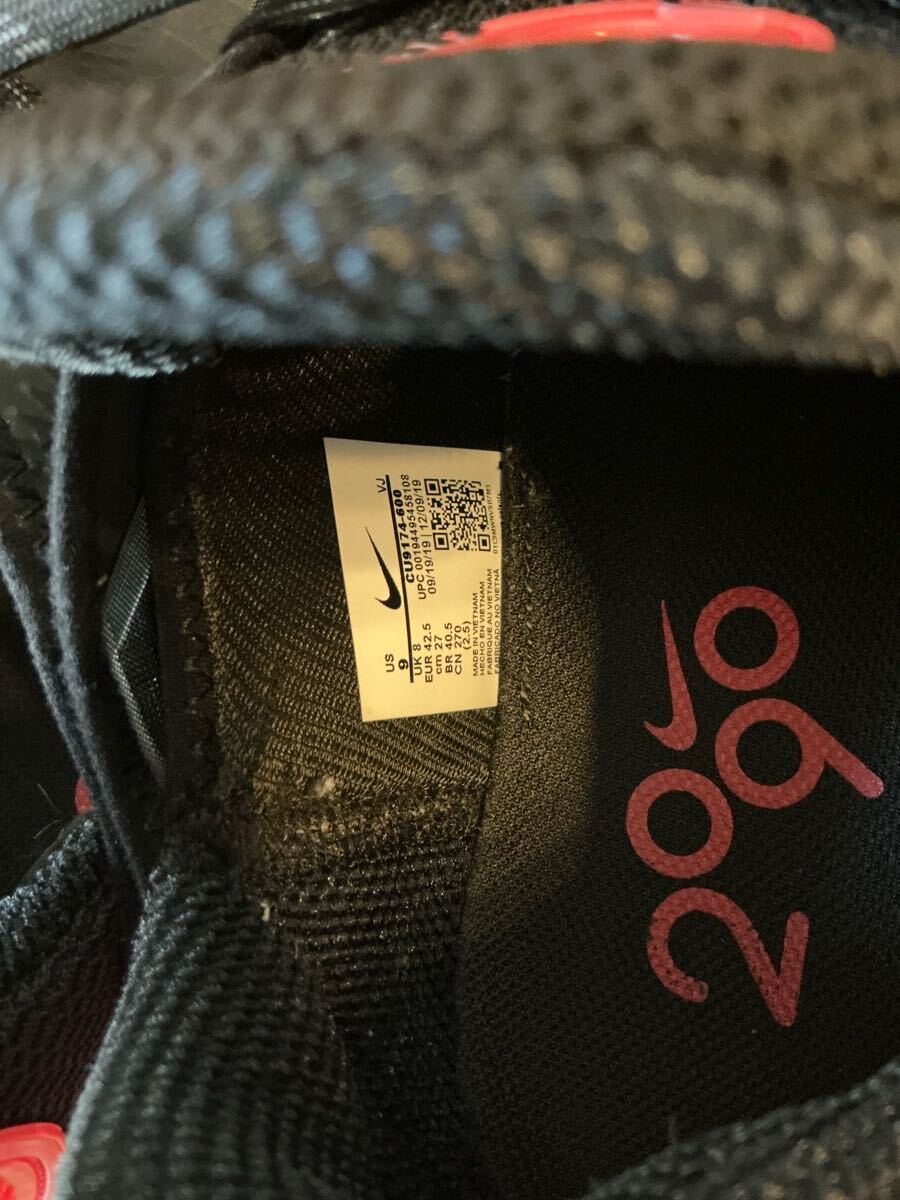 US VJ
9 CU9174-600
UK 8 UPC 00194495458108
EUR 42.5 09/19/19 | 12/09/19
cm 27
BR 40.5
CN 270
(2.5)
MADE IN VIETNAM
HECHO EN VIETNAM
FABRIQUE AU VIETNAM
FABRICADO NO VIETNÃ
2090